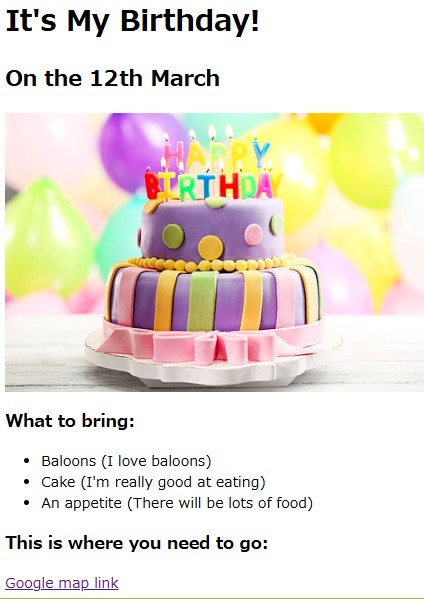 It's My Birthday!
On the 12th March
HAPPY
BIRTHDAY
What to bring:
Baloons (I love baloons)
Cake (I'm really good at eating)
An appetite (There will be lots of food)
This is where you need to go:
Google map link